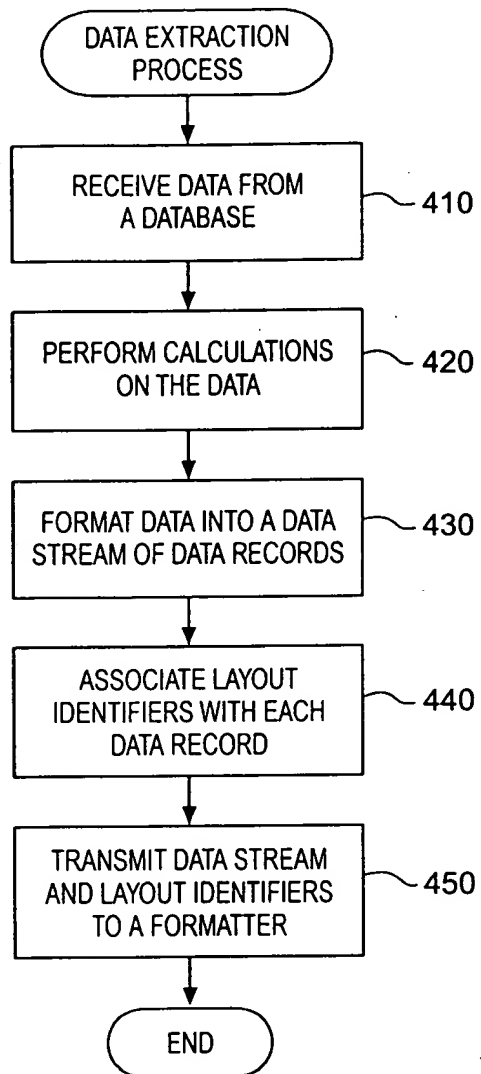 DATA EXTRACTION
PROCESS
RECEIVE DATA FROM
A DATABASE
410
PERFORM CALCULATIONS
ON THE DATA
420
FORMAT DATA INTO A DATA
STREAM OF DATA RECORDS
430
ASSOCIATE LAYOUT
IDENTIFIERS WITH EACH
DATA RECORD
440
TRANSMIT DATA STREAM
AND LAYOUT IDENTIFIERS
TO A FORMATTER
450
END